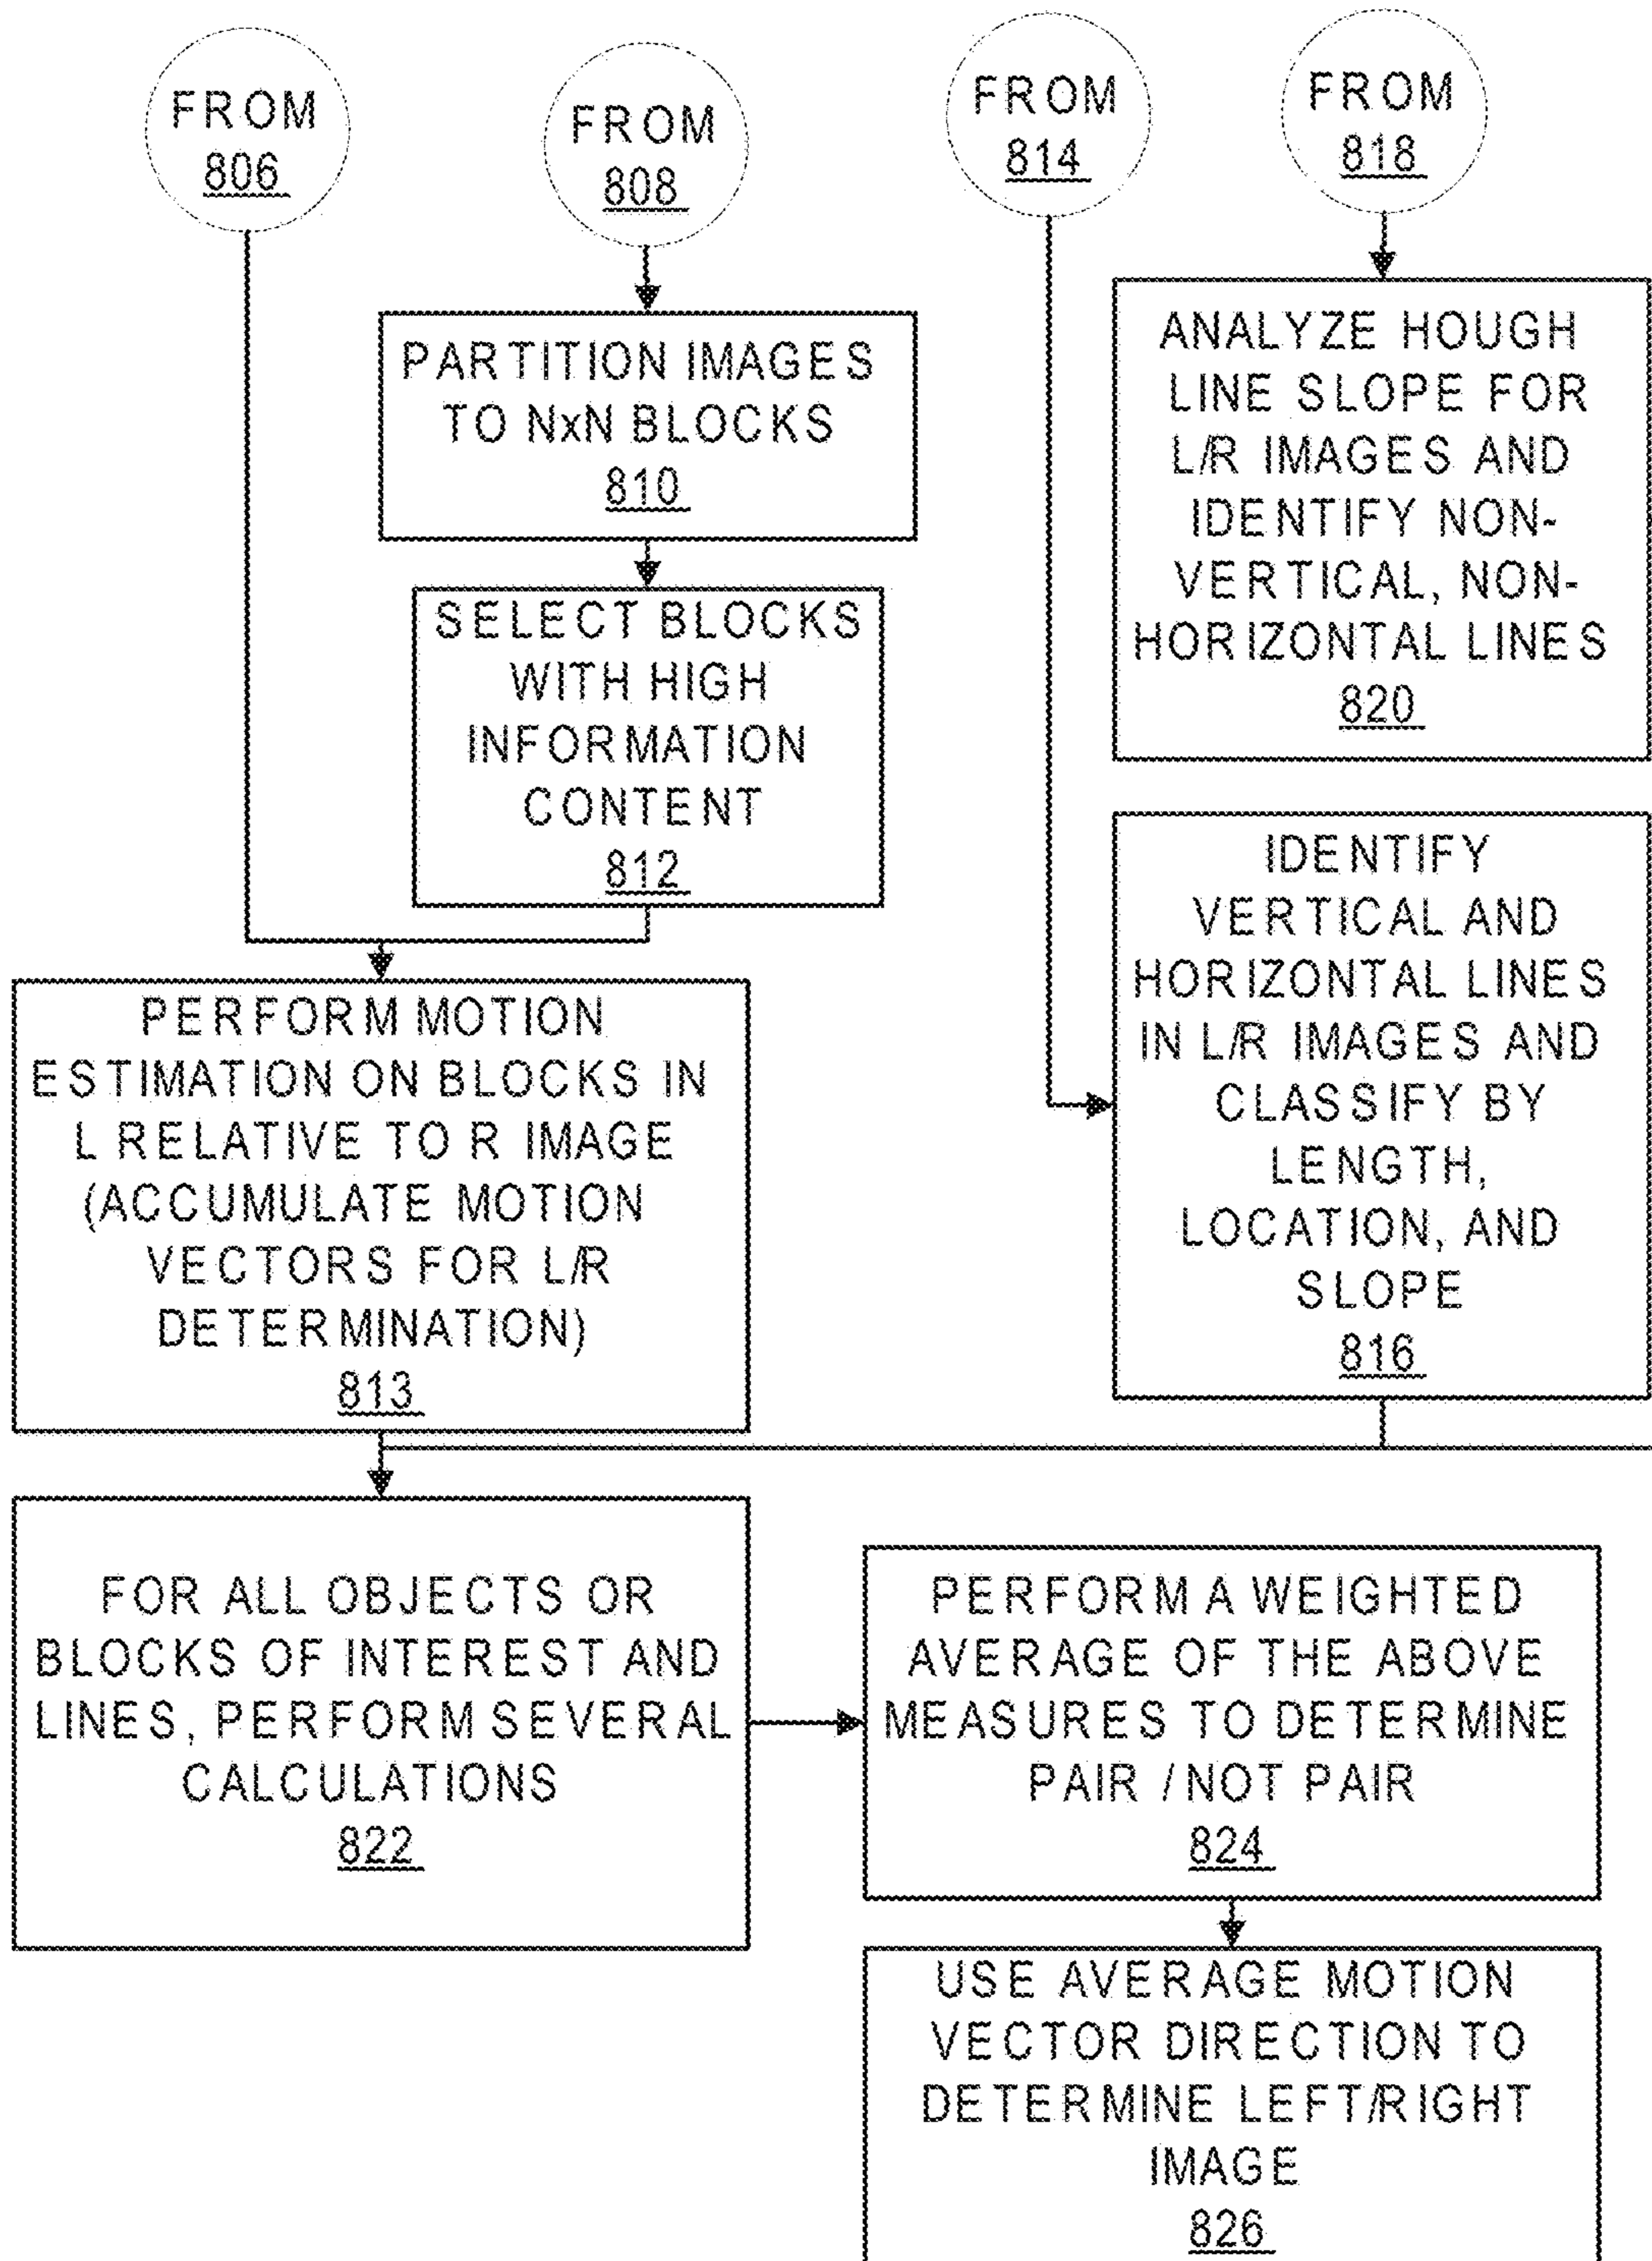 FROM
806
FROM
808
FROM
814
FROM
818
PARTITION IMAGES
TO NxN BLOCKS
810
SELECT BLOCKS
WITH HIGH
INFORMATION
CONTENT
812
ANALYZE HOUGH
LINE SLOPE FOR
L/R IMAGES AND
IDENTIFY NON-
VERTICAL, NON-
HORIZONTAL LINES
820
IDENTIFY
VERTICAL AND
HORIZONTAL LINES
IN L/R IMAGES AND
CLASSIFY BY
LENGTH,
LOCATION, AND
SLOPE
816
PERFORM MOTION
ESTIMATION ON BLOCKS IN
L RELATIVE TO R IMAGE
(ACCUMULATE MOTION
VECTORS FOR L/R
DETERMINATION)
813
FOR ALL OBJECTS OR
BLOCKS OF INTEREST AND
LINES, PERFORM SEVERAL
CALCULATIONS
822
PERFORM A WEIGHTED
AVERAGE OF THE ABOVE
MEASURES TO DETERMINE
PAIR / NOT PAIR
824
USE AVERAGE MOTION
VECTOR DIRECTION TO
DETERMINE LEFT/RIGHT
IMAGE
826